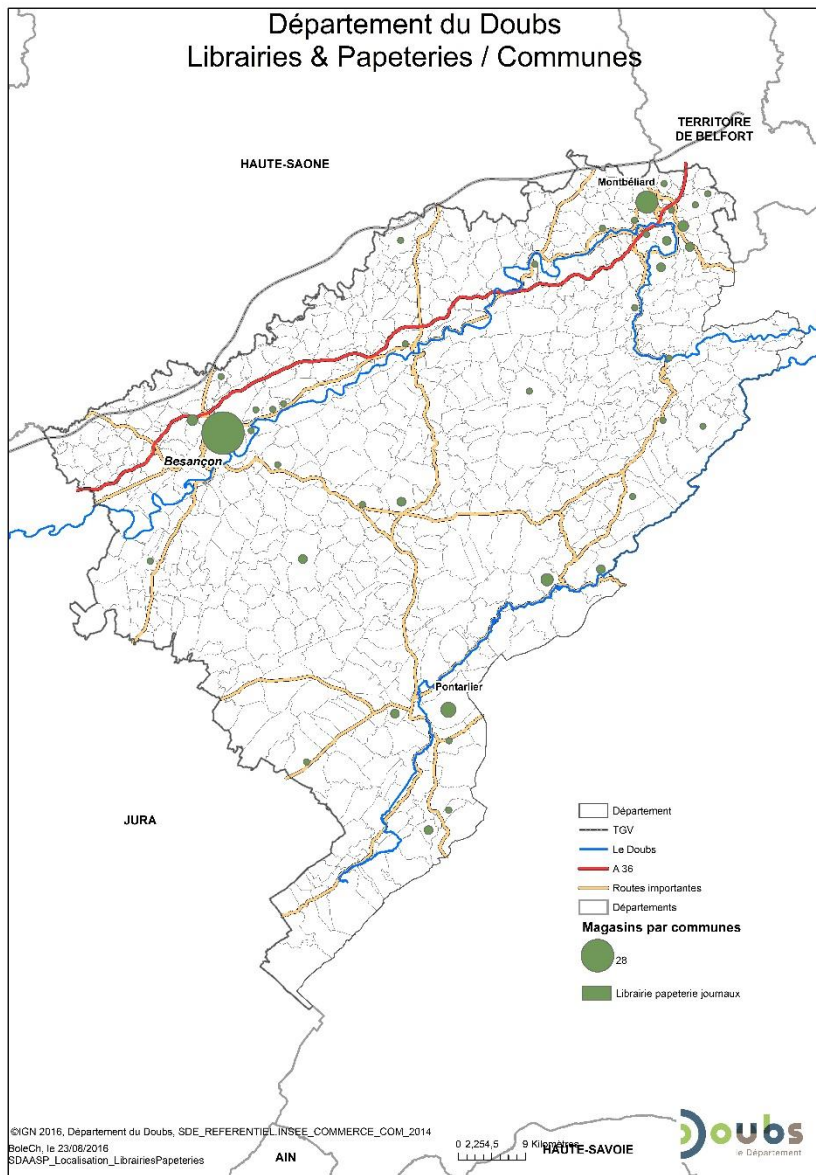 Département du Doubs
Librairies & Papeteries / Communes
TERRITOIRE
DE BELFORT
HAUTE-SAONE
Montbéliard
Besançon
Pontarlier
JURA
Département
TGV
Le Doubs
A 36
Routes importantes
Départements
Magasins par communes
28
Librairie papeterie journaux
©IGN 2016, Département du Doubs, SDE_REFERENTIEL.INSEE_COMMERCE_COM_2014
BoleCh, le 23/06/2016
SDAASP_Localisation_LibrairiesPapeteries
0 2,254,5 9 Kilomètres
AIN
HAUTE-SAVOIE
Doubs
le Département